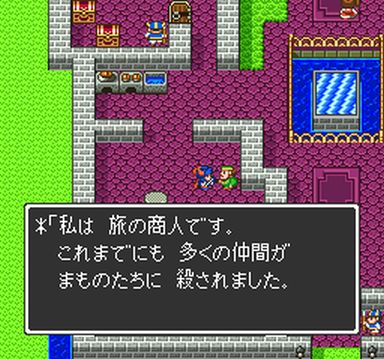 *「私は 旅の商人です。
これまでにも 多くの仲間が
まものたちに 殺されました。